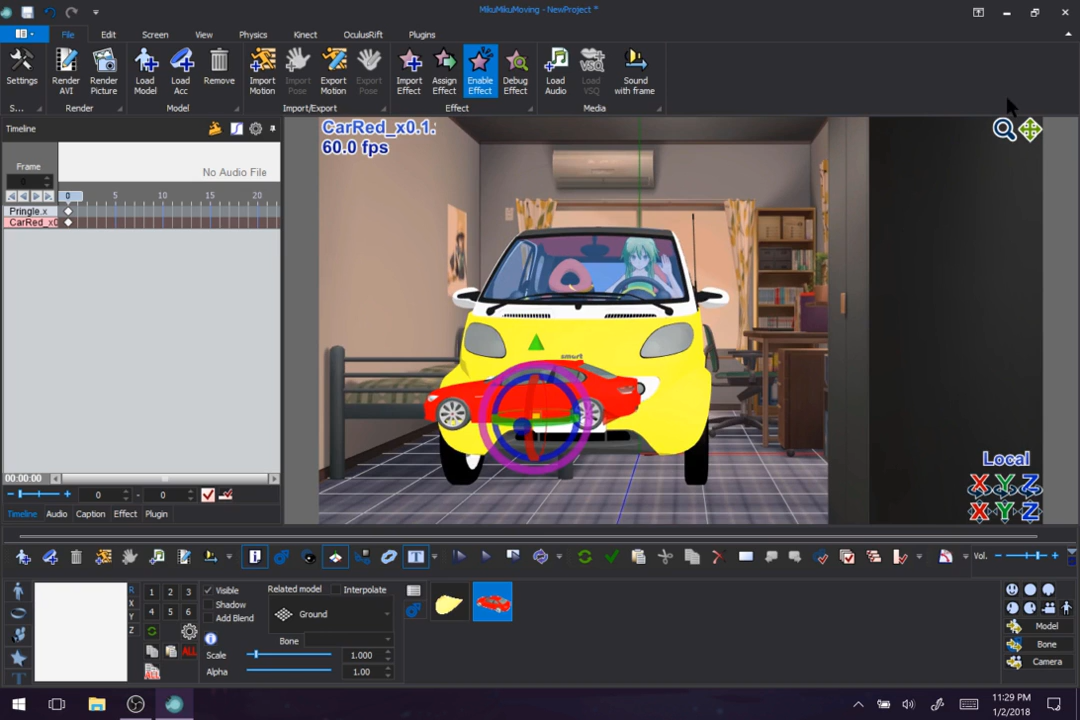 MikuMikuMoving - NewProject *
File Edit Screen View Physics Kinect OculusRift Plugins
Settings
Render AVI
Render Picture
Load Model
Load Acc
Remove
Import Motion
Import Pose
Export Motion
Export Pose
Import Effect
Assign Effect
Enable Effect
Debug Effect
Load Audio
Load VSQ
Sound with frame
S... Render Model Import/Export Effect Media
Timeline
CarRed_x0.1:
60.0 fps
No Audio File
Frame
0
0 5 10 15 20
Pringle.x
CarRed_x0
Local
X Y Z
X Y Z
00:00:00
0 - 0
Timeline Audio Caption Effect Plugin
Vol.
R
X
Y
Z
1 2 3
4 5 6
ALL
ALL
Visible
Shadow
Add Blend
Related model
Interpolate
Ground
Bone
Scale 1.000
Alpha 1.00
Model
Bone
Camera
11:29 PM
1/2/2018